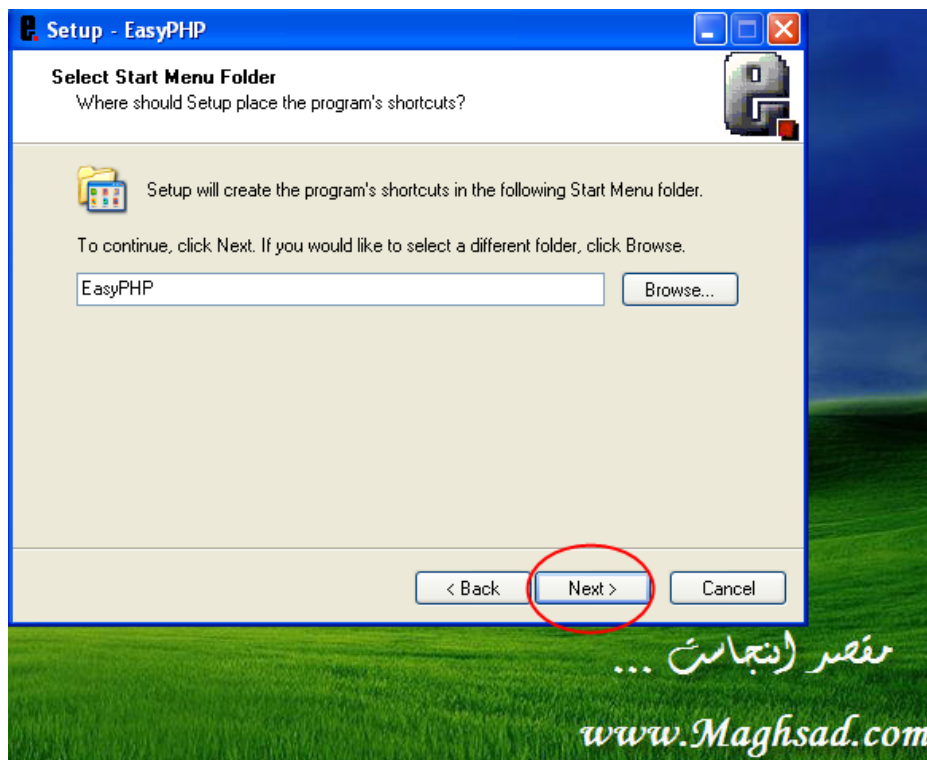 Setup - EasyPHP
Select Start Menu Folder
Where should Setup place the program's shortcuts?
Setup will create the program's shortcuts in the following Start Menu folder.
To continue, click Next. If you would like to select a different folder, click Browse.
EasyPHP
Browse...
< Back
Next >
Cancel
مقصد اینجاست ...
www.Maghsad.com